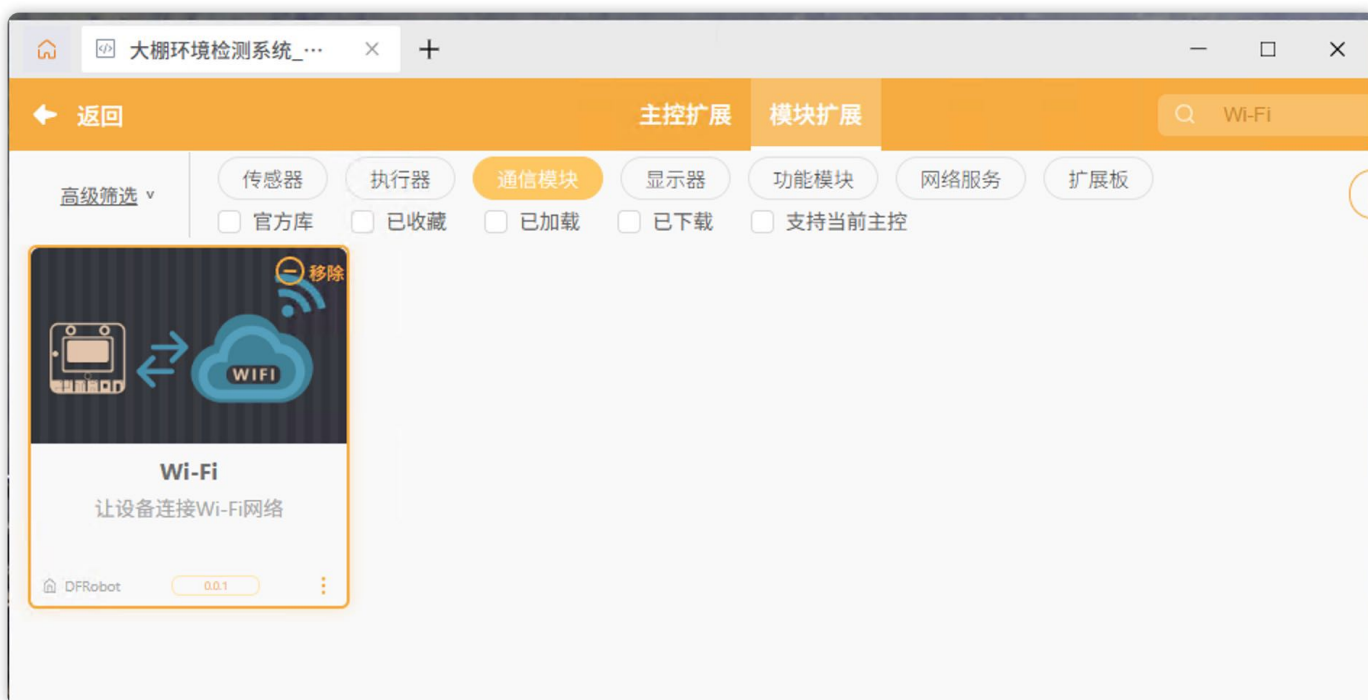 大棚环境检测系统_···
返回 主控扩展 模块扩展 Wi-Fi
高级筛选 传感器 执行器 通信模块 显示器 功能模块 网络服务 扩展板
官方库 已收藏 已加载 已下载 支持当前主控
移除
WIFI
Wi-Fi
让设备连接Wi-Fi网络
DFRobot 0.0.1